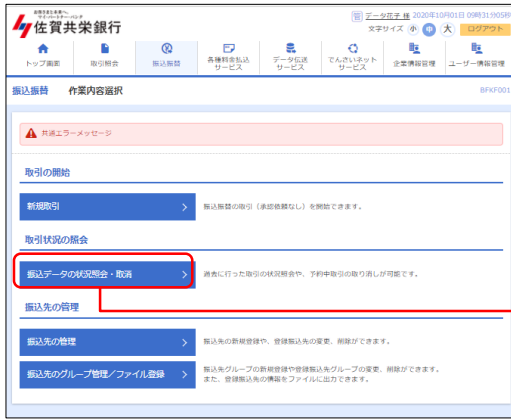 佐賀共栄銀行
データ花子 様 2020年10月01日 09時31分05秒
文字サイズ 小 中 大 ログアウト
トップ画面
取引照会
振込振替
各種料金払込サービス
データ伝送サービス
でんさいネットサービス
企業情報管理
ユーザー情報管理
振込振替 作業内容選択 BFKF001
共通エラーメッセージ
取引の開始
新規取引
振込振替の取引（承認依頼なし）を開始できます。
取引状況の照会
振込データの状況照会・取消
過去に行った取引の状況照会や、予約中取引の取り消しが可能です。
振込先の管理
振込先の管理
振込先の新規登録や、登録振込先の変更、削除ができます。
振込先のグループ管理／ファイル登録
振込先グループの新規登録や登録振込先グループの変更、削除ができます。
また、登録振込先の情報をファイルに出力できます。